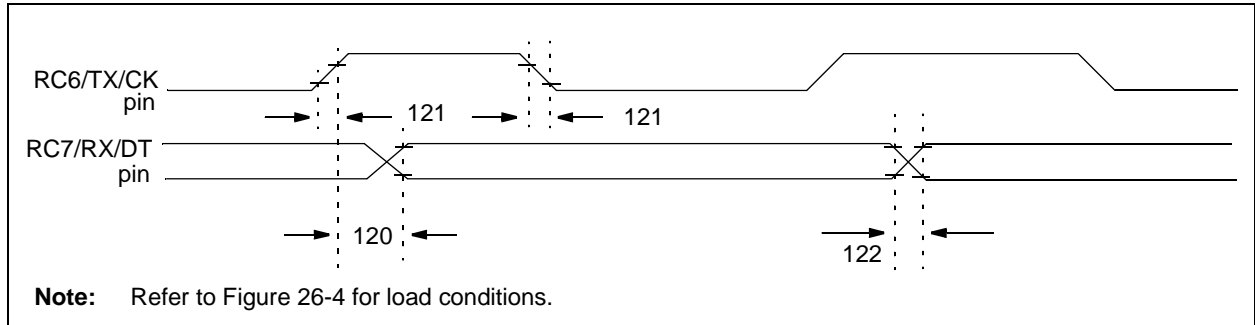 RC6/TX/CK
pin
121
121
RC7/RX/DT
pin
120
122
Note: Refer to Figure 26-4 for load conditions.